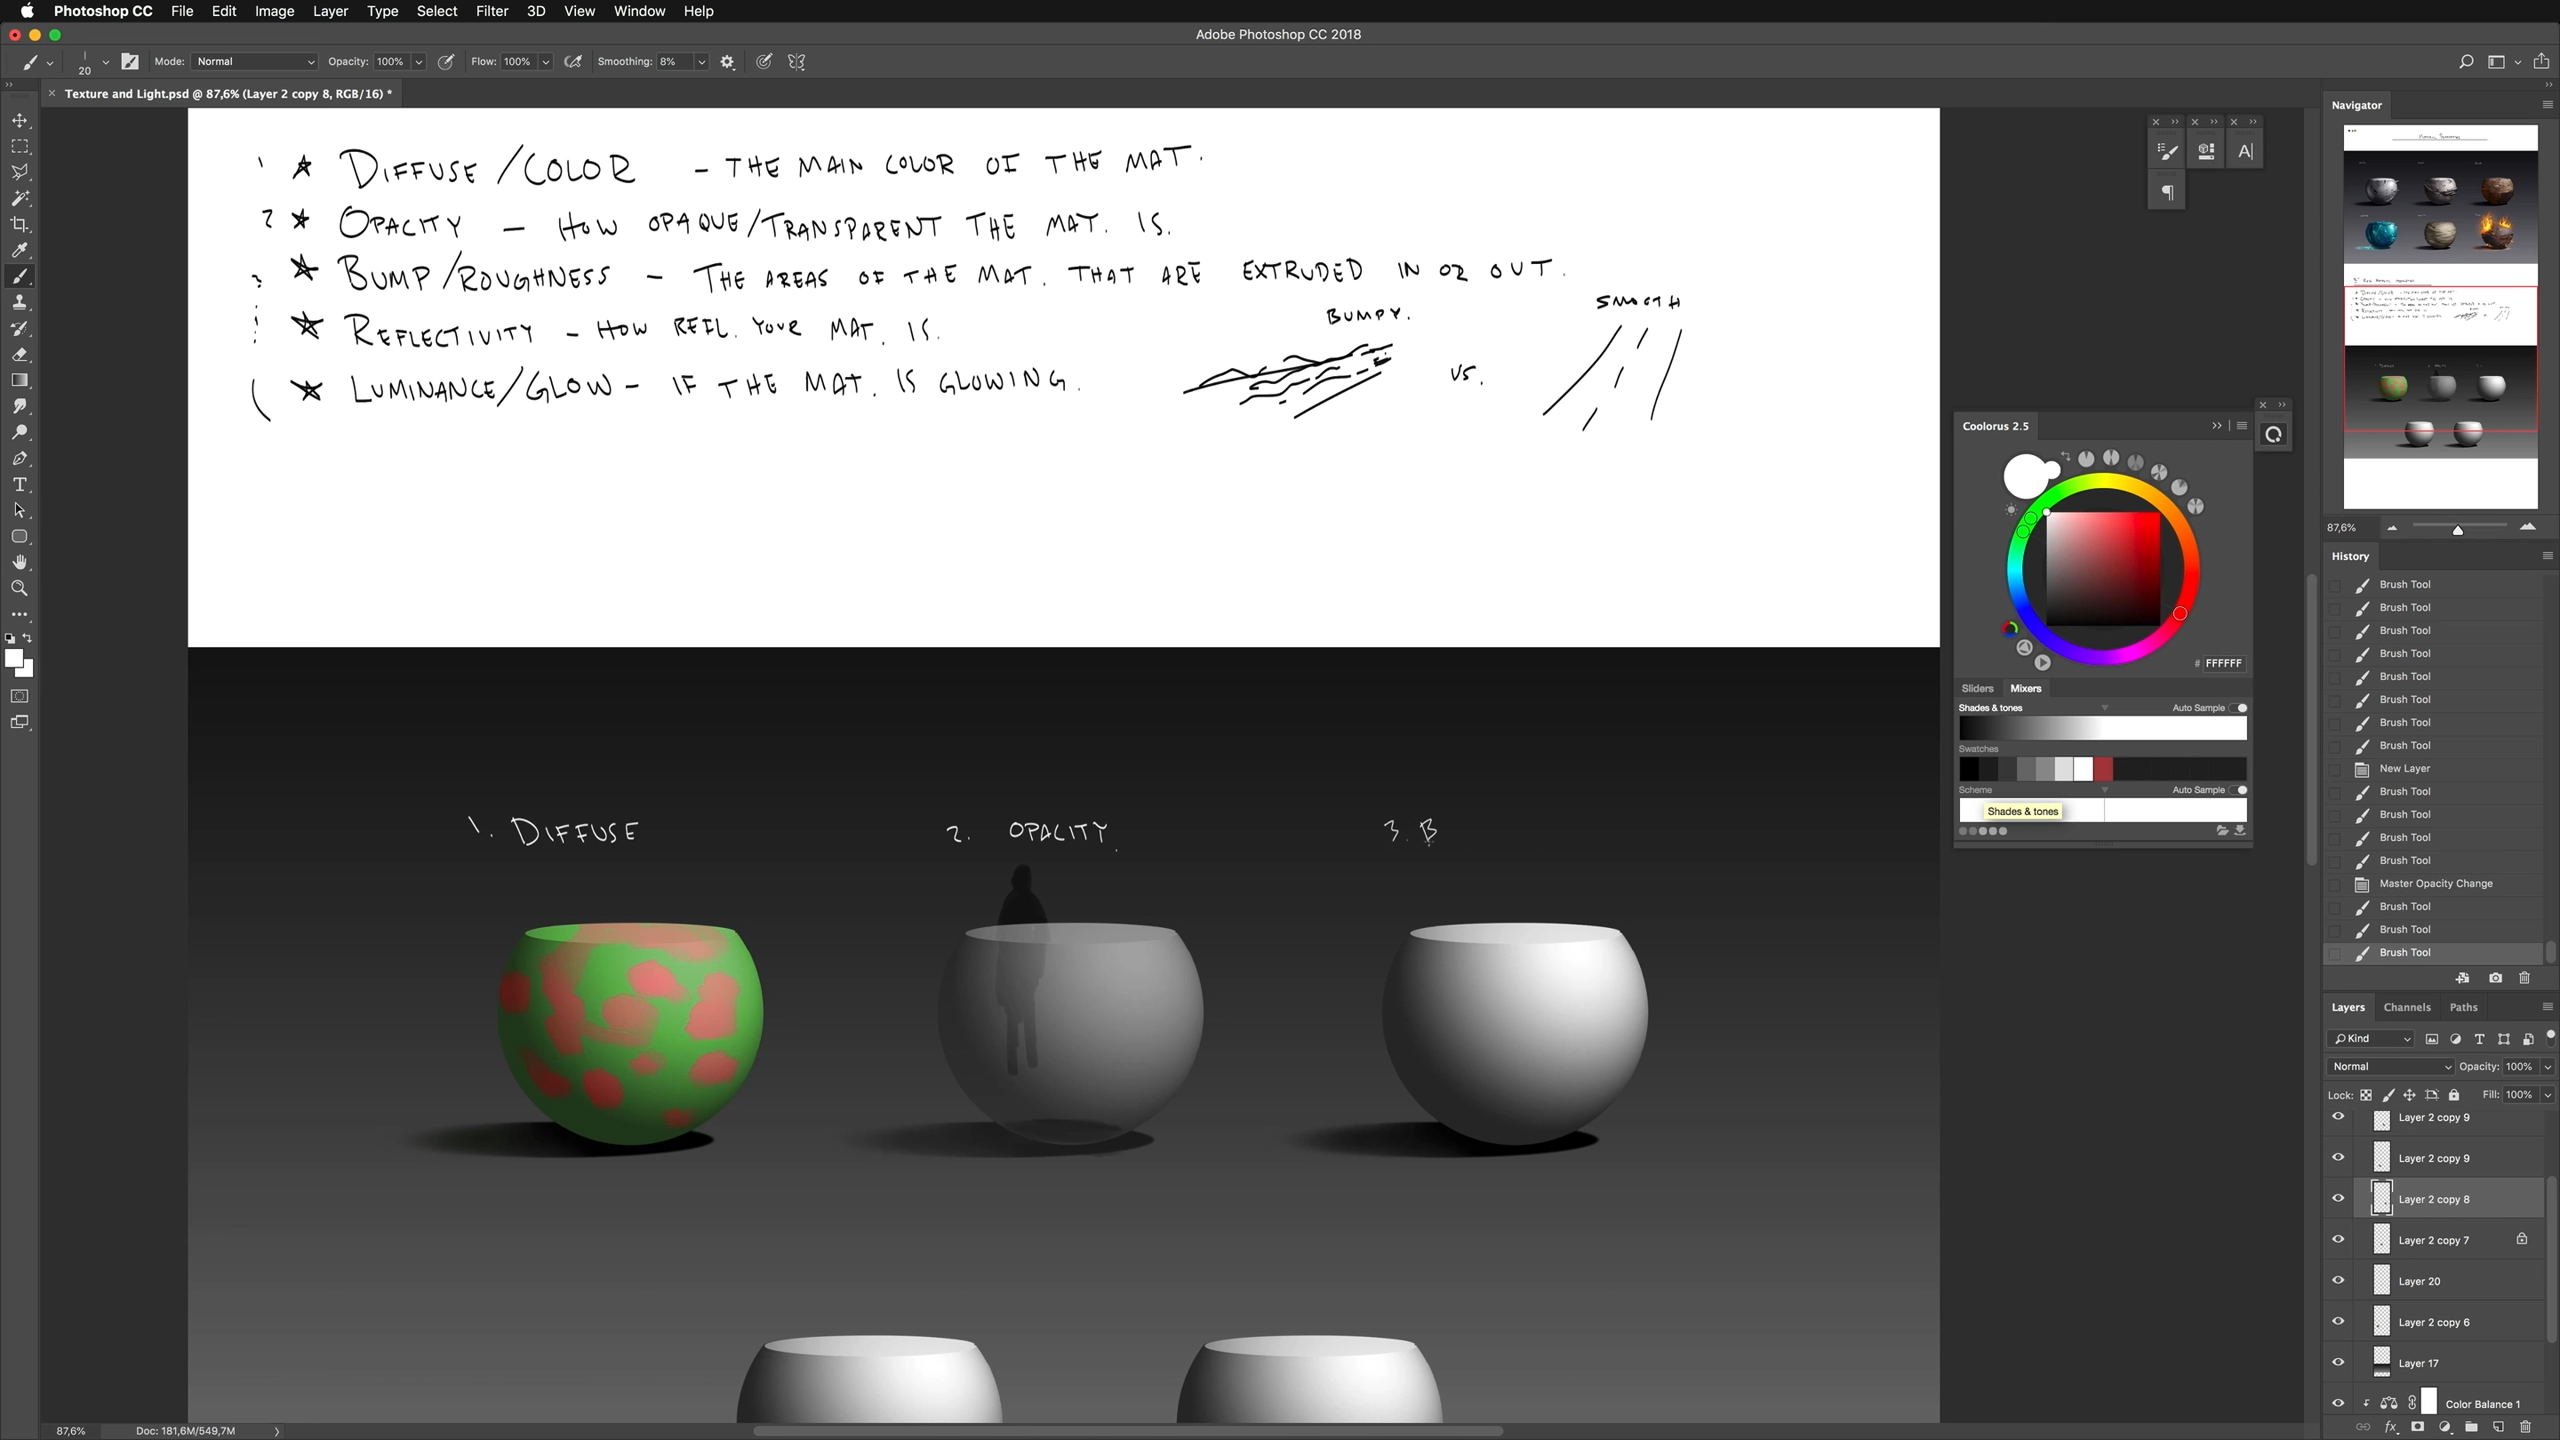 Photoshop CC File Edit Image Layer Type Select Filter 3D View Window Help
Adobe Photoshop CC 2018
20 Mode: Normal Opacity: 100% Flow: 100% Smoothing: 8%
Texture and Light.psd @ 87,6% (Layer 2 copy 8, RGB/16) *
1 ★ DIFFUSE/COLOR - THE MAIN COLOR OF THE MAT.
2 ★ OPACITY - HOW OPAQUE/TRANSPARENT THE MAT. IS.
★ BUMP/ROUGHNESS - THE AREAS OF THE MAT. THAT ARE EXTRUDED IN OR OUT.
★ REFLECTIVITY - HOW REFL. YOUR MAT. IS.
★ LUMINANCE/GLOW - IF THE MAT. IS GLOWING.
BUMPY. VS. SMOOTH
1. DIFFUSE
2. OPACITY.
3. B
87,6% Doc: 181,6M/549,7M
Coolorus 2.5
# FFFFFF
Sliders Mixers
Shades & tones Auto Sample
Swatches
Scheme Auto Sample
Shades & tones
Navigator
87,6%
History
Brush Tool
Brush Tool
Brush Tool
Brush Tool
Brush Tool
Brush Tool
Brush Tool
Brush Tool
New Layer
Brush Tool
Brush Tool
Brush Tool
Brush Tool
Master Opacity Change
Brush Tool
Brush Tool
Brush Tool
Layers Channels Paths
Kind
Normal Opacity: 100%
Lock: Fill: 100%
Layer 2 copy 9
Layer 2 copy 9
Layer 2 copy 8
Layer 2 copy 7
Layer 20
Layer 2 copy 6
Layer 17
Color Balance 1